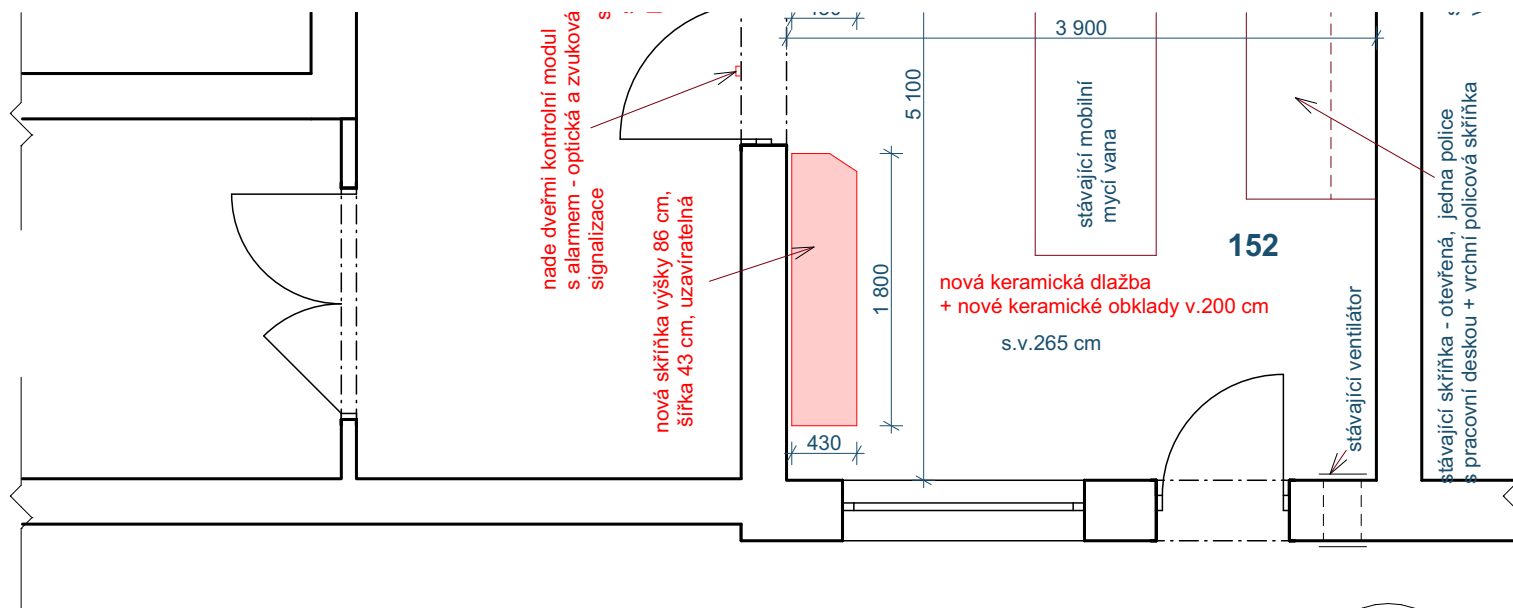 3 900
5 100
nade dveřmi kontrolní modul
s alarmem - optická a zvuková
signalizace
nová skříňka výšky 86 cm,
šířka 43 cm, uzavíratelná
1 800
430
stávající mobilní
mycí vana
152
nová keramická dlažba
+ nové keramické obklady v.200 cm
s.v.265 cm
stávající ventilátor
stávající skříňka - otevřená, jedna police
s pracovní deskou + vrchní policová skříňka